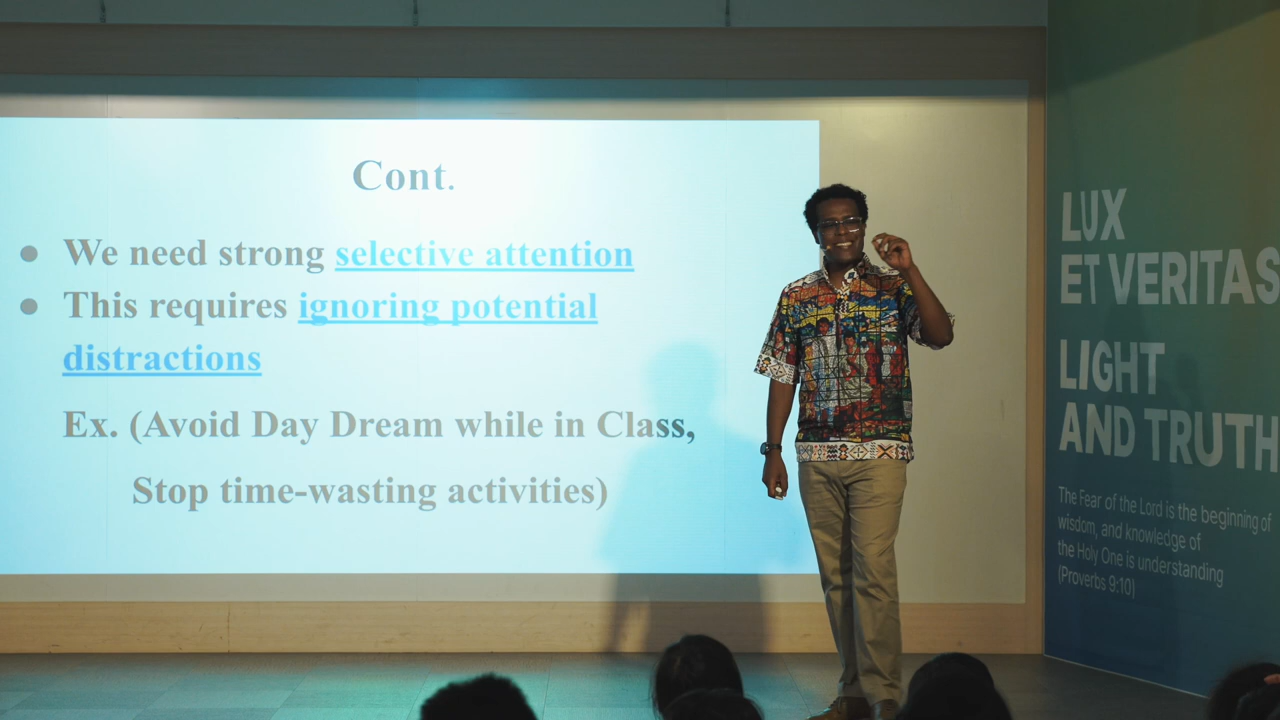 Cont.
● We need strong selective attention
● This requires ignoring potential
distractions
Ex. (Avoid Day Dream while in Class,
Stop time-wasting activities)
LUX
ET VERITAS
LIGHT
AND TRUTH
The Fear of the Lord is the beginning of
wisdom, and knowledge of
the Holy One is understanding
(Proverbs 9:10)